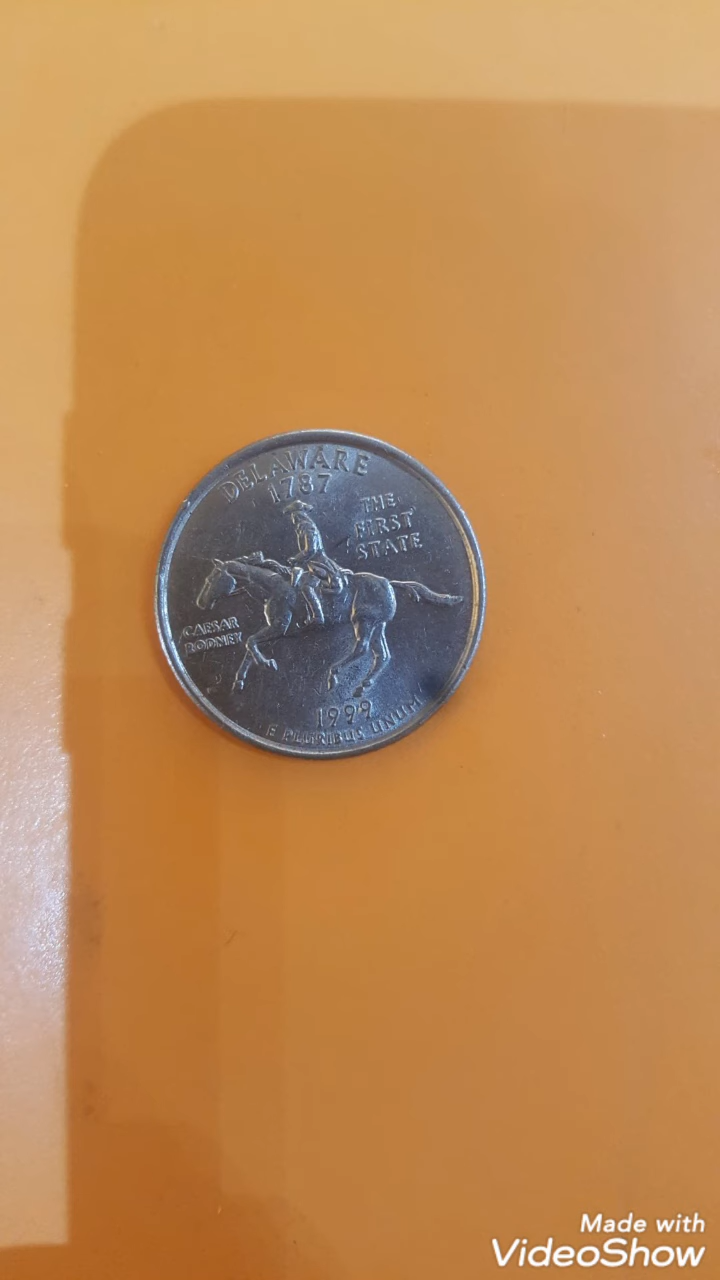 DELAWARE
1787
THE
FIRST
STATE
CAESAR
RODNEY
1999
E PLURIBUS UNUM
Made with
VideoShow